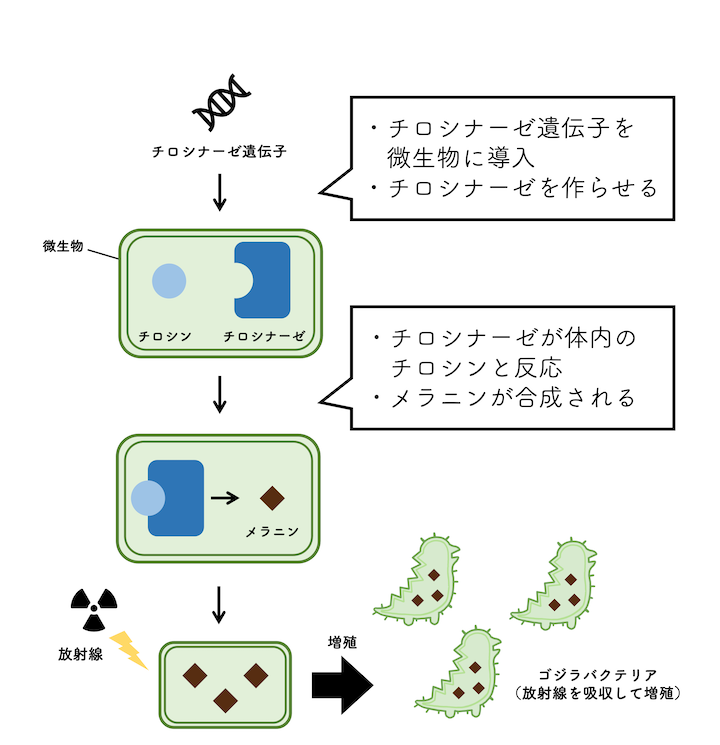 チロシナーゼ遺伝子
・チロシナーゼ遺伝子を
微生物に導入
・チロシナーゼを作らせる
微生物
チロシン
チロシナーゼ
・チロシナーゼが体内の
チロシンと反応
・メラニンが合成される
メラニン
放射線
増殖
ゴジラバクテリア
（放射線を吸収して増殖）